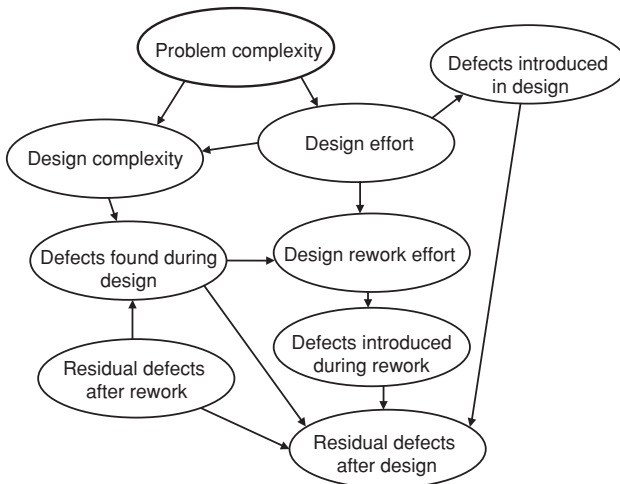 Problem complexity
Defects introduced
in design
Design complexity
Design effort
Defects found during
design
Design rework effort
Defects introduced
during rework
Residual defects
after rework
Residual defects
after design